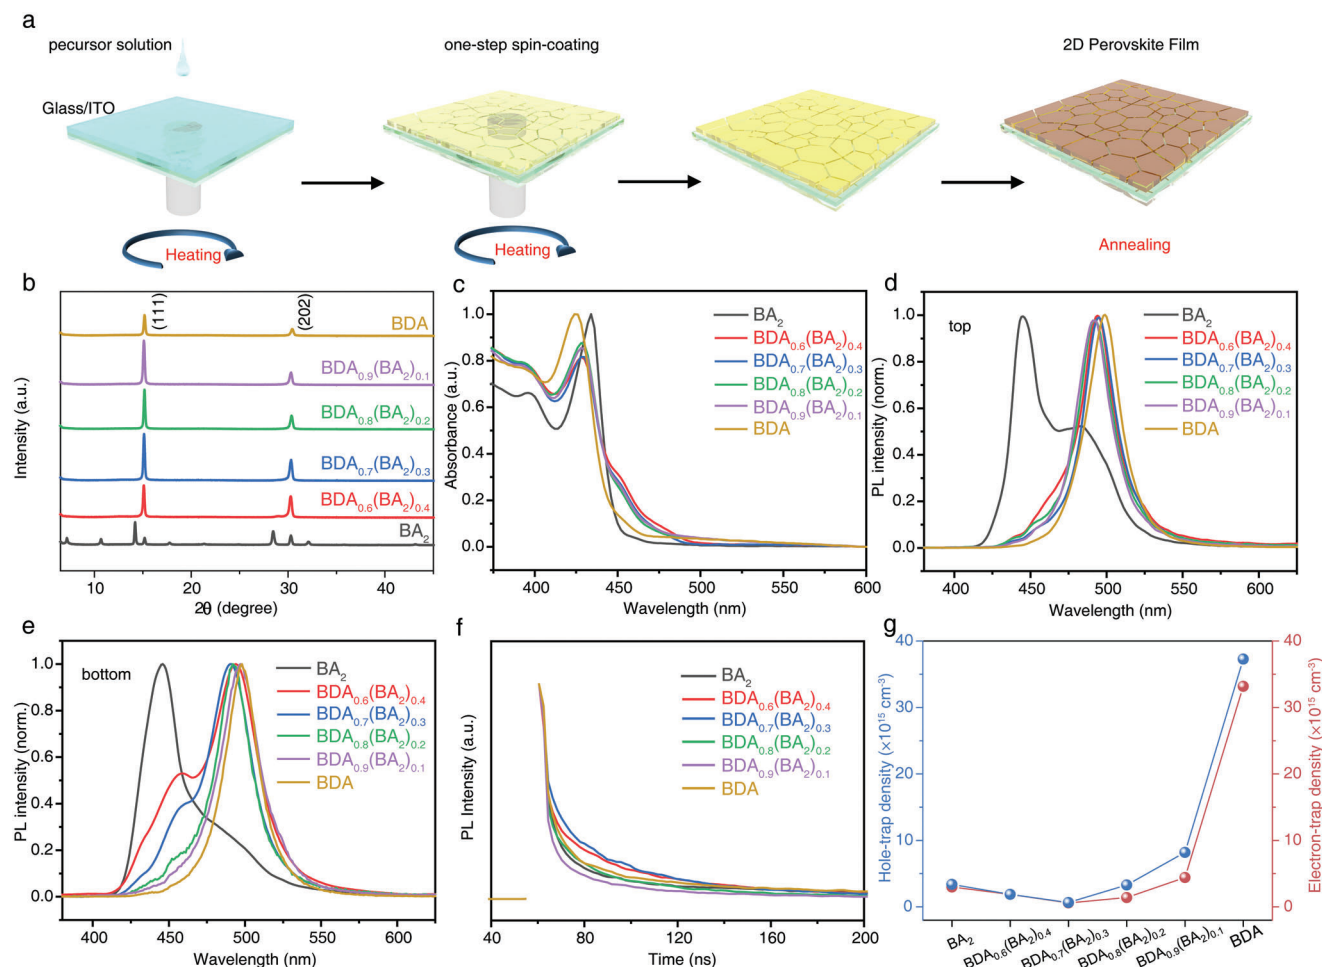 a
pecursor solution
one-step spin-coating
2D Perovskite Film
Glass/ITO
Heating
Heating
Annealing
b
(111)
(202)
BDA
BDA0.9(BA2)0.1
BDA0.8(BA2)0.2
BDA0.7(BA2)0.3
BDA0.6(BA2)0.4
BA2
Intensity (a.u.)
10 20 30 40
2θ (degree)
c
BA2
BDA0.6(BA2)0.4
BDA0.7(BA2)0.3
BDA0.8(BA2)0.2
BDA0.9(BA2)0.1
BDA
Absorbance (a.u.)
1.0
0.8
0.6
0.4
0.2
0.0
400 450 500 550 600
Wavelength (nm)
d
top
BA2
BDA0.6(BA2)0.4
BDA0.7(BA2)0.3
BDA0.8(BA2)0.2
BDA0.9(BA2)0.1
BDA
PL intensity (norm.)
1.0
0.8
0.6
0.4
0.2
0.0
400 450 500 550 600
Wavelength (nm)
e
bottom
BA2
BDA0.6(BA2)0.4
BDA0.7(BA2)0.3
BDA0.8(BA2)0.2
BDA0.9(BA2)0.1
BDA
PL intensity (norm.)
1.0
0.8
0.6
0.4
0.2
0.0
400 450 500 550 600
Wavelength (nm)
f
BA2
BDA0.6(BA2)0.4
BDA0.7(BA2)0.3
BDA0.8(BA2)0.2
BDA0.9(BA2)0.1
BDA
PL Intensity (a.u.)
40 80 120 160 200
Time (ns)
g
Hole-trap density (×10¹⁵ cm⁻³)
40
30
20
10
0
Electron-trap density (×10¹⁵ cm⁻³)
40
30
20
10
0
BA2
BDA0.6(BA2)0.4
BDA0.7(BA2)0.3
BDA0.8(BA2)0.2
BDA0.9(BA2)0.1
BDA